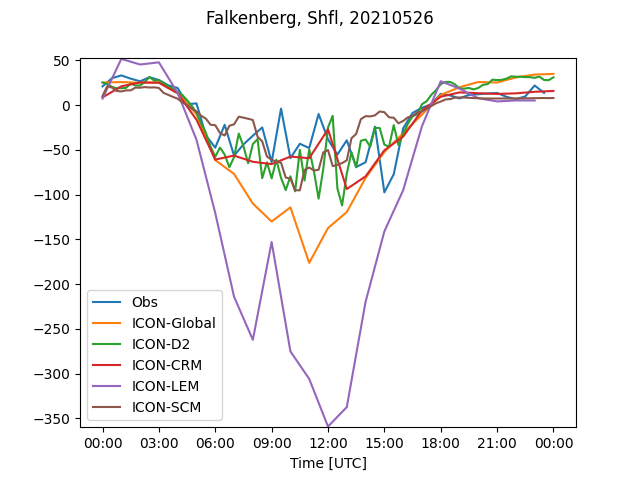 Falkenberg, Shfl, 20210526
50
0
−50
−100
−150
−200
−250
−300
−350
Obs
ICON-Global
ICON-D2
ICON-CRM
ICON-LEM
ICON-SCM
00:00 03:00 06:00 09:00 12:00 15:00 18:00 21:00 00:00
Time [UTC]